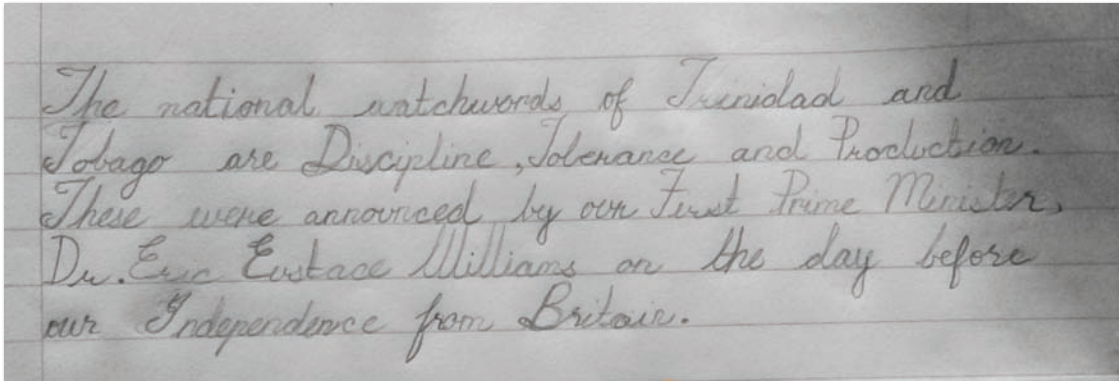 The national watchwords of Trinidad and
Tobago are Discipline, Tolerance and Production.
These were announced by our First Prime Minister,
Dr. Eric Eustace Williams on the day before
our Independence from Britain.